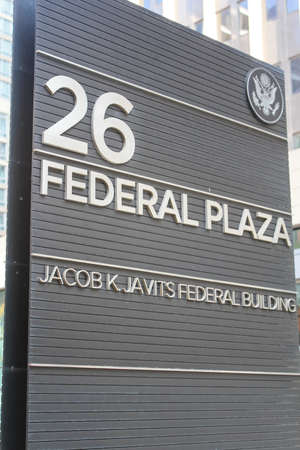 26
FEDERAL PLAZA
JACOB K. JAVITS FEDERAL BUILDING